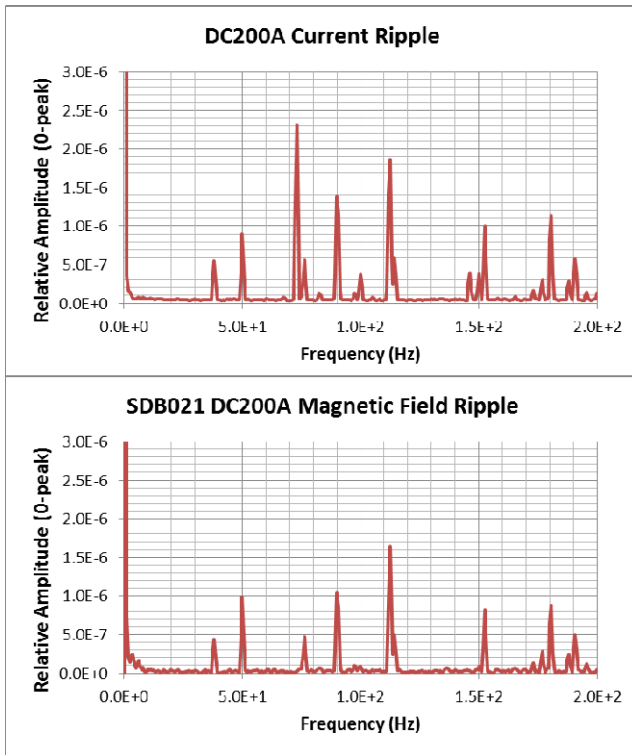 DC200A Current Ripple
Relative Amplitude (0-peak)
3.0E-6
2.5E-6
2.0E-6
1.5E-6
1.0E-6
5.0E-7
0.0E+0
0.0E+0 5.0E+1 1.0E+2 1.5E+2 2.0E+2
Frequency (Hz)
SDB021 DC200A Magnetic Field Ripple
Relative Amplitude (0-peak)
3.0E-6
2.5E-6
2.0E-6
1.5E-6
1.0E-6
5.0E-7
0.0E+0
0.0E+0 5.0E+1 1.0E+2 1.5E+2 2.0E+2
Frequency (Hz)